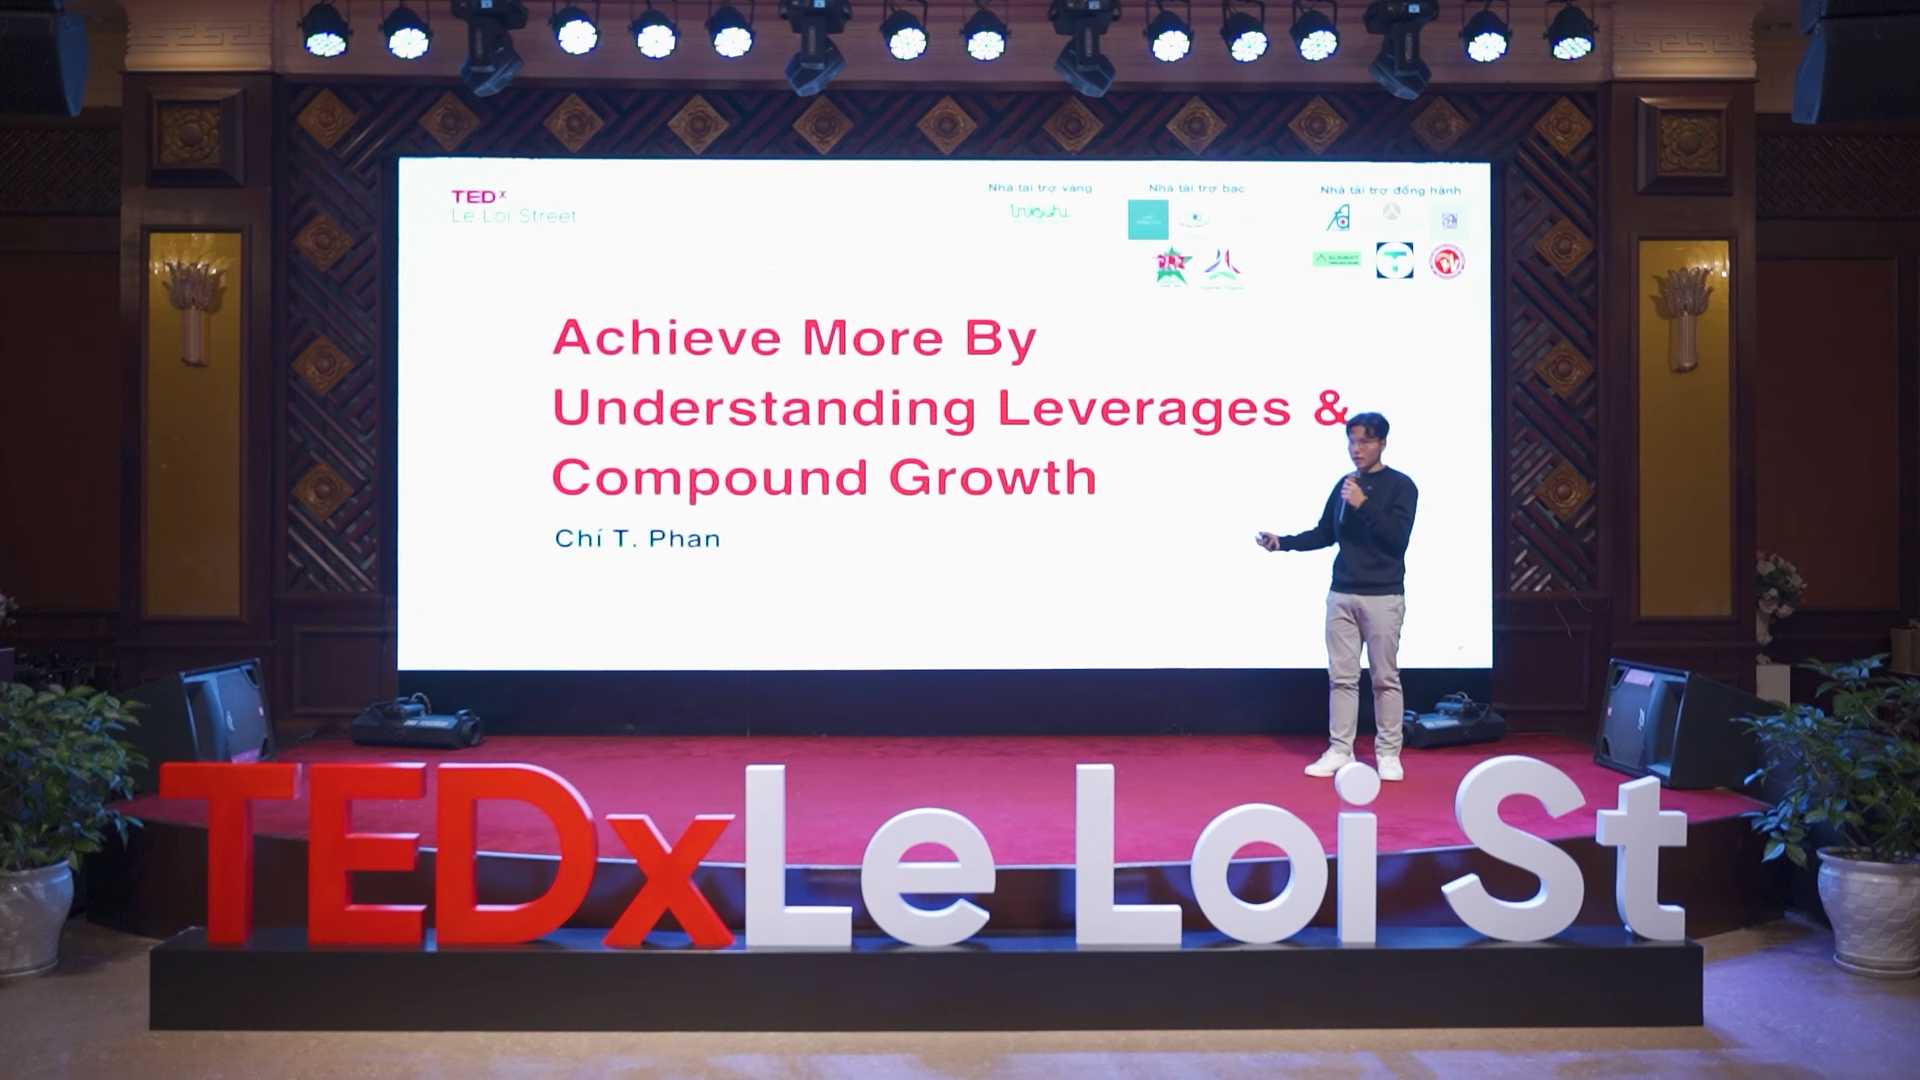 TEDx
Le Loi Street
Nhà tài trợ vàng
Nhà tài trợ bạc
Nhà tài trợ đồng hành
Achieve More By
Understanding Leverages &
Compound Growth
Chí T. Phan
TEDxLe Loi St